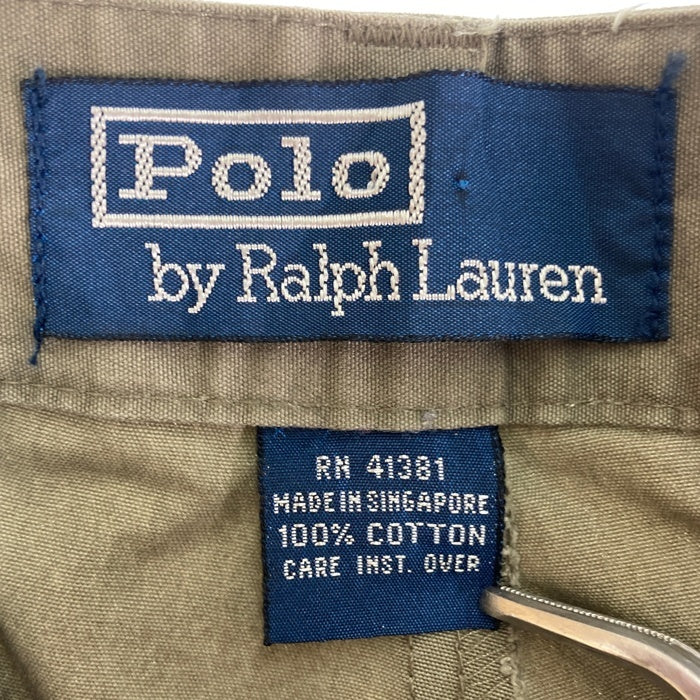 Polo
by Ralph Lauren
RN 41381
MADE IN SINGAPORE
100% COTTON
CARE INST. OVER